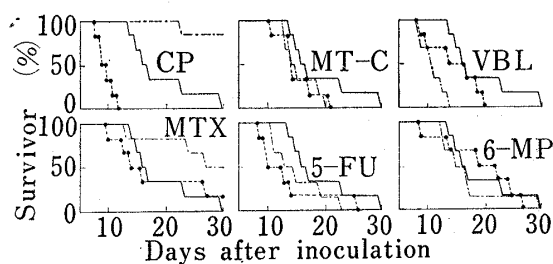 Survivor (%)
100
50
0
CP
MT-C
VBL
100
50
0
MTX
5-FU
6-MP
10 20 30 10 20 30 10 20 30
Days after inoculation